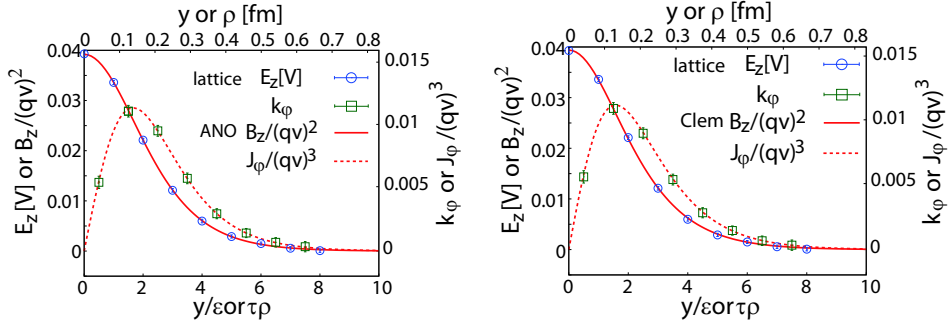 y or ρ [fm]
0 0.1 0.2 0.3 0.4 0.5 0.6 0.7 0.8
E_z[V] or B_z/(qv)^2
0.04
0.03
0.02
0.01
0
lattice E_z[V]
k_φ
ANO B_z/(qv)^2
J_φ/(qv)^3
0.015
0.01
0.005
0
k_φ or J_φ/(qv)^3
0 2 4 6 8 10
y/εorτρ
y or ρ [fm]
0 0.1 0.2 0.3 0.4 0.5 0.6 0.7 0.8
E_z[V] or B_z/(qv)^2
0.04
0.03
0.02
0.01
0
lattice E_z[V]
k_φ
Clem B_z/(qv)^2
J_φ/(qv)^3
0.015
0.01
0.005
0
k_φ or J_φ/(qv)^3
0 2 4 6 8 10
y/εorτρ